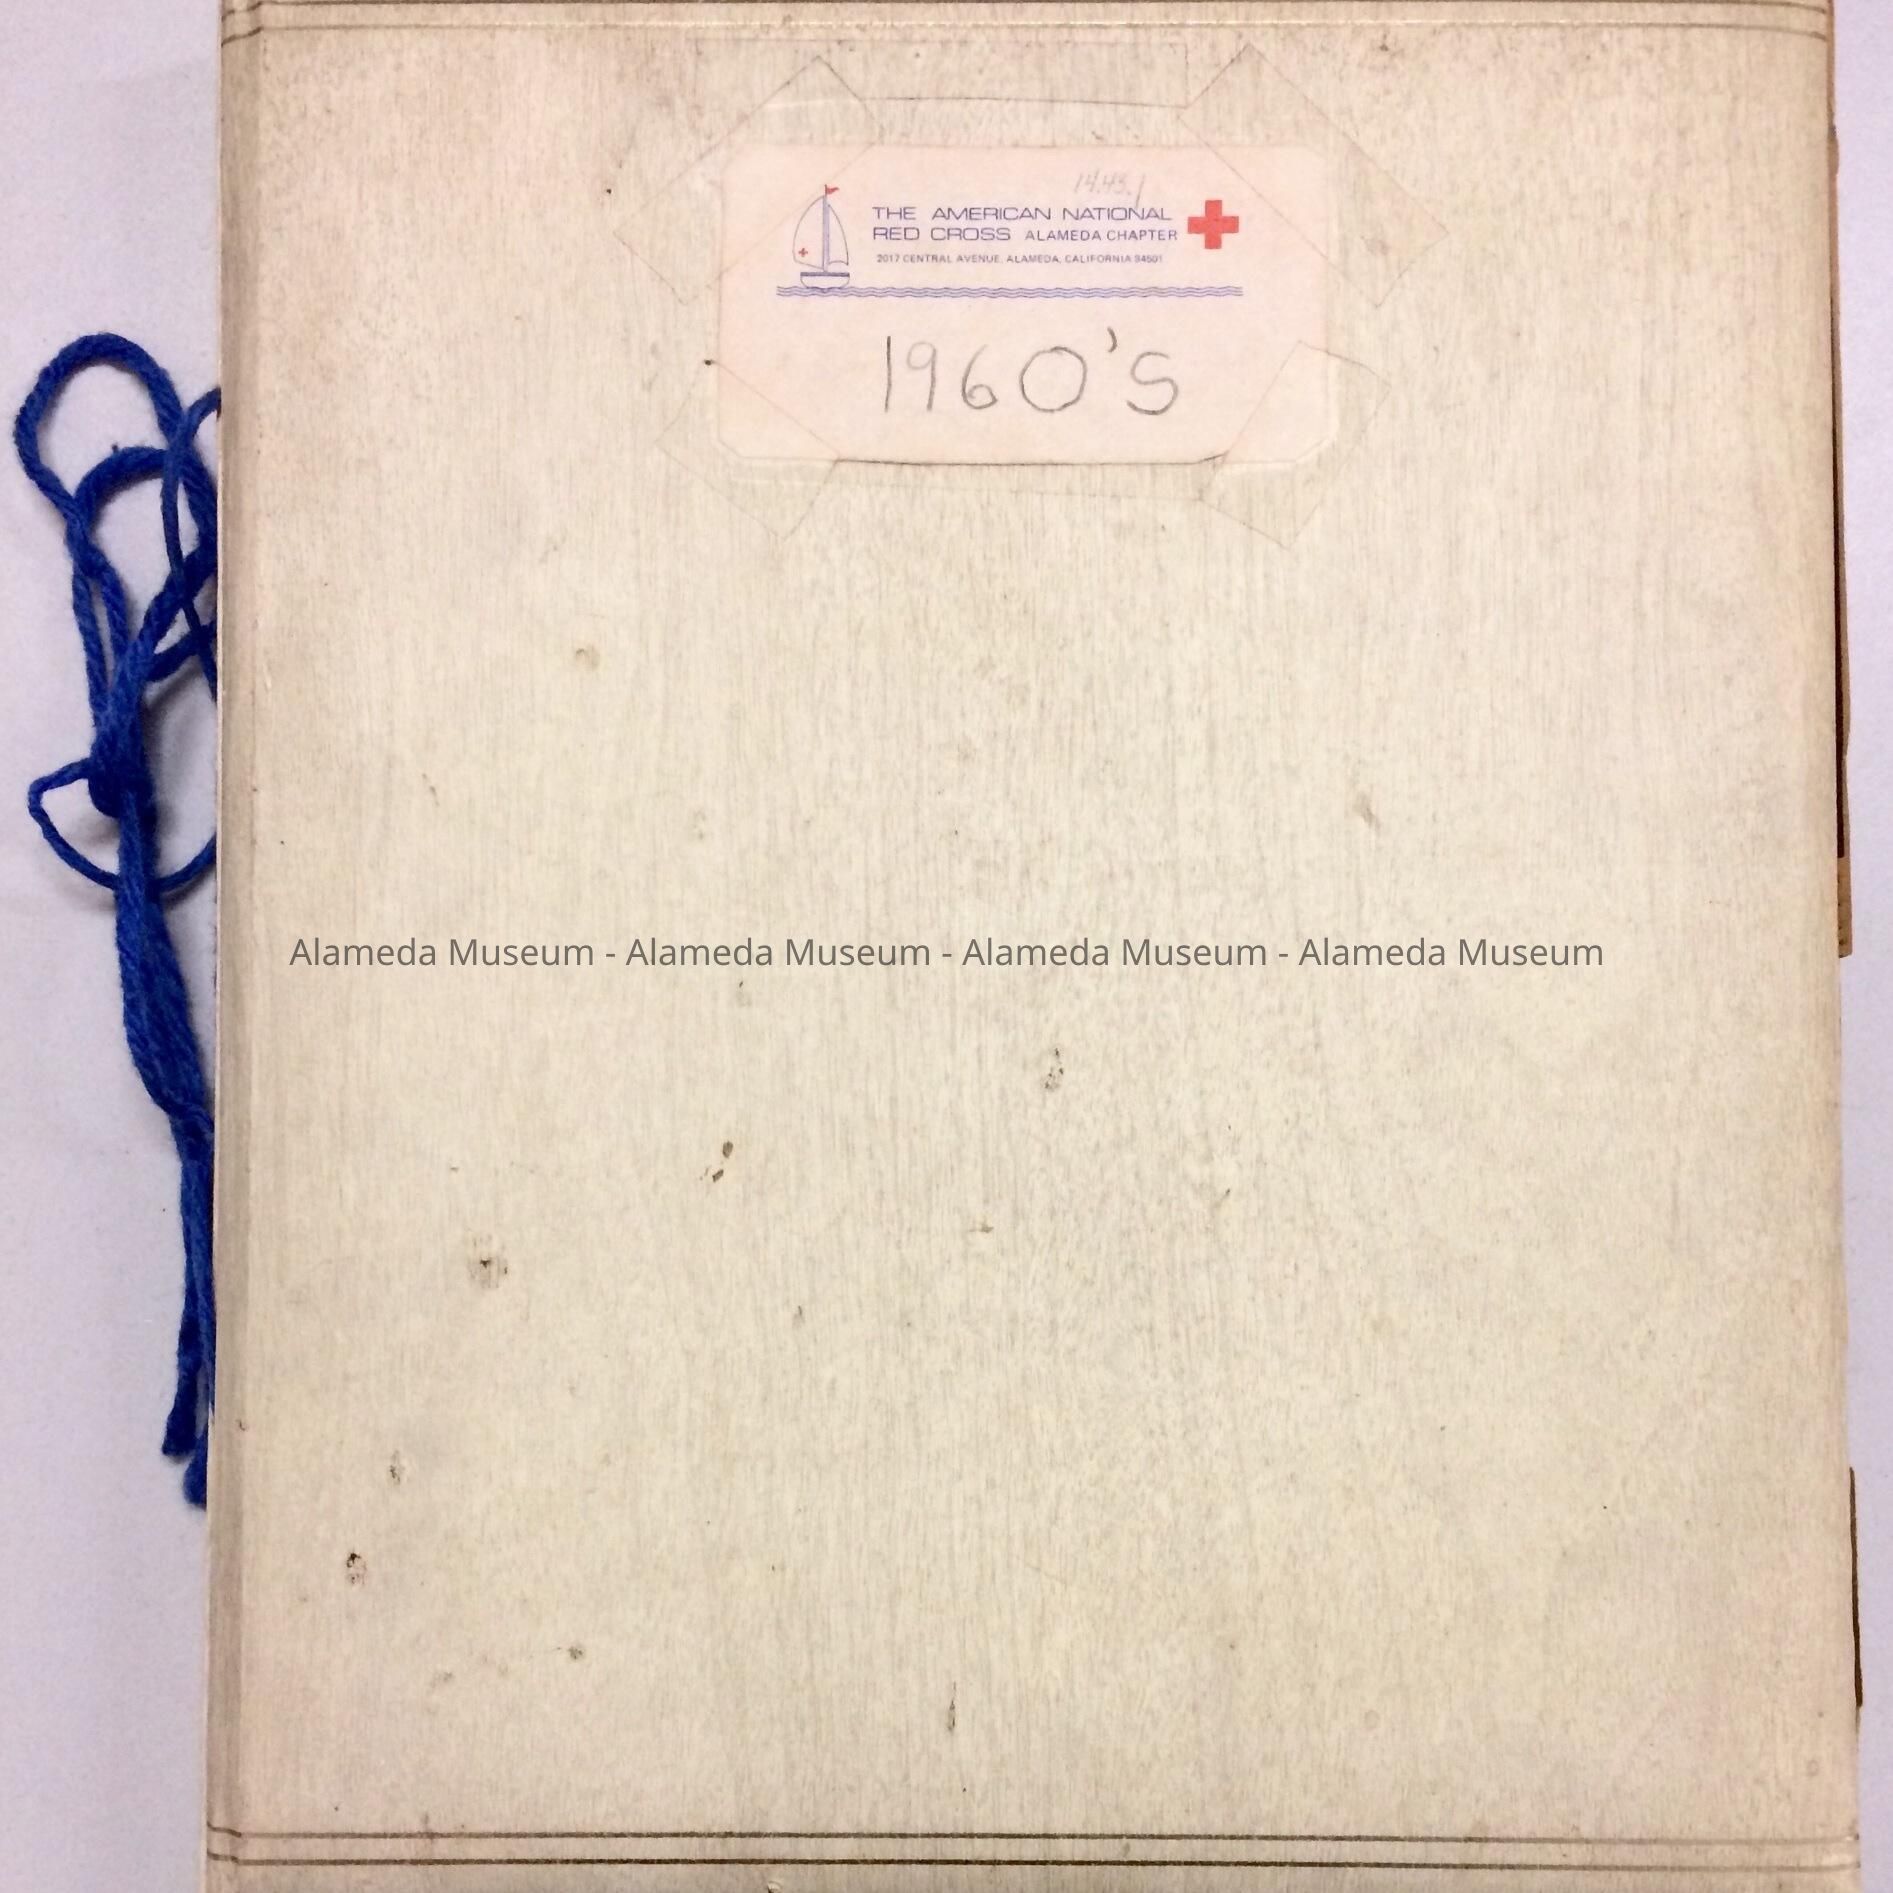 14.43.1
THE AMERICAN NATIONAL
RED CROSS ALAMEDA CHAPTER
2017 CENTRAL AVENUE, ALAMEDA, CALIFORNIA 94501
1960'S
Alameda Museum - Alameda Museum - Alameda Museum - Alameda Museum